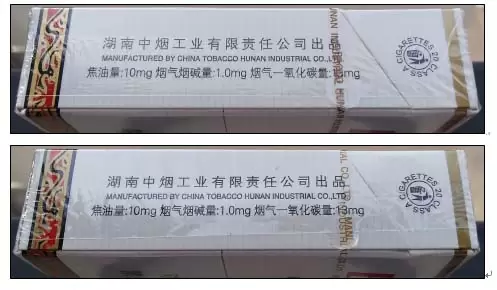 湖南中烟工业有限责任公司出品
MANUFACTURED BY CHINA TOBACCO HUNAN INDUSTRIAL CO.,LTD
焦油量:10mg 烟气烟碱量:1.0mg 烟气一氧化碳量:13mg
CLASS A CIGARETTES 20
湖南中烟工业有限责任公司出品
MANUFACTURED BY CHINA TOBACCO HUNAN INDUSTRIAL CO.,LTD
焦油量:10mg 烟气烟碱量:1.0mg 烟气一氧化碳量:13mg
CLASS A CIGARETTES 20